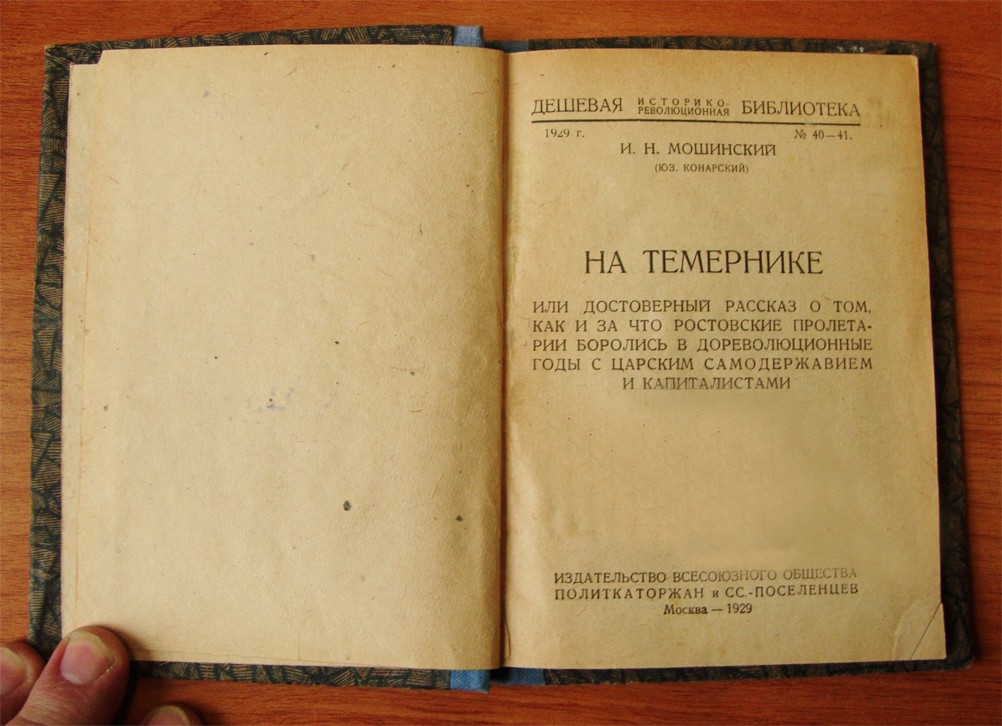 ДЕШЕВАЯ ИСТОРИКО-РЕВОЛЮЦИОННАЯ БИБЛИОТЕКА
1929 г. № 40—41.
И. Н. МОШИНСКИЙ
(ЮЗ. КОНАРСКИЙ)
НА ТЕМЕРНИКЕ
ИЛИ ДОСТОВЕРНЫЙ РАССКАЗ О ТОМ,
КАК И ЗА ЧТО РОСТОВСКИЕ ПРОЛЕТА-
РИИ БОРОЛИСЬ В ДОРЕВОЛЮЦИОННЫЕ
ГОДЫ С ЦАРСКИМ САМОДЕРЖАВИЕМ
И КАПИТАЛИСТАМИ
ИЗДАТЕЛЬСТВО ВСЕСОЮЗНОГО ОБЩЕСТВА
ПОЛИТКАТОРЖАН и СС.-ПОСЕЛЕНЦЕВ
Москва — 1929